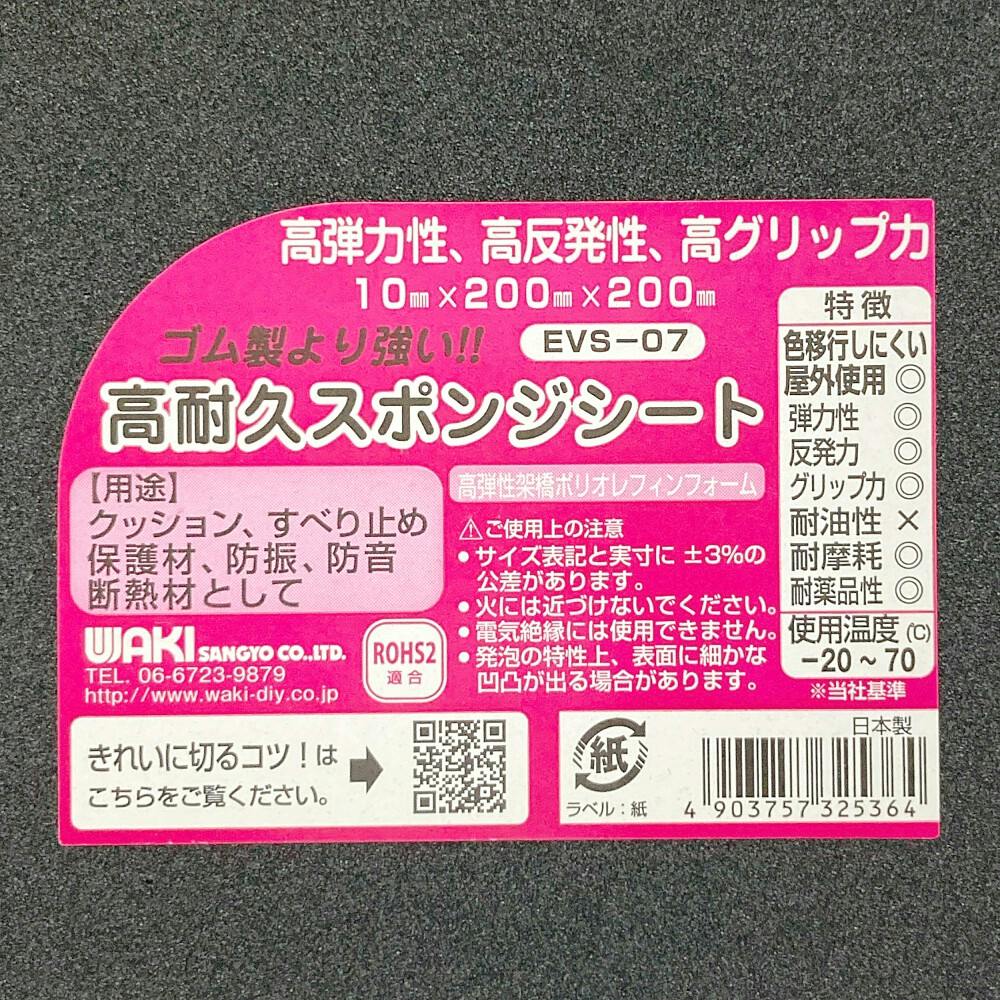 高弾力性、高反発性、高グリップ力
10㎜×200㎜×200㎜
ゴム製より強い!!
EVS-07
高耐久スポンジシート
【用途】
クッション、すべり止め
保護材、防振、防音
断熱材として
高弾性架橋ポリオレフィンフォーム
⚠ご使用上の注意
●サイズ表記と実寸に ±3%の
公差があります。
●火には近づけないでください。
●電気絶縁には使用できません。
●発泡の特性上、表面に細かな
凹凸が出る場合があります。
特徴
色移行しにくい
屋外使用 ◎
弾力性 ◎
反発力 ◎
グリップ力 ◎
耐油性 ×
耐摩耗 ◎
耐薬品性 ◎
使用温度(℃)
-20~70
※当社基準
WAKI SANGYO CO.,LTD.
TEL. 06-6723-9879
http://www.waki-diy.co.jp
ROHS2
適合
きれいに切るコツ!は
こちらをご覧ください。
紙
ラベル:紙
日本製
4 903757 325364